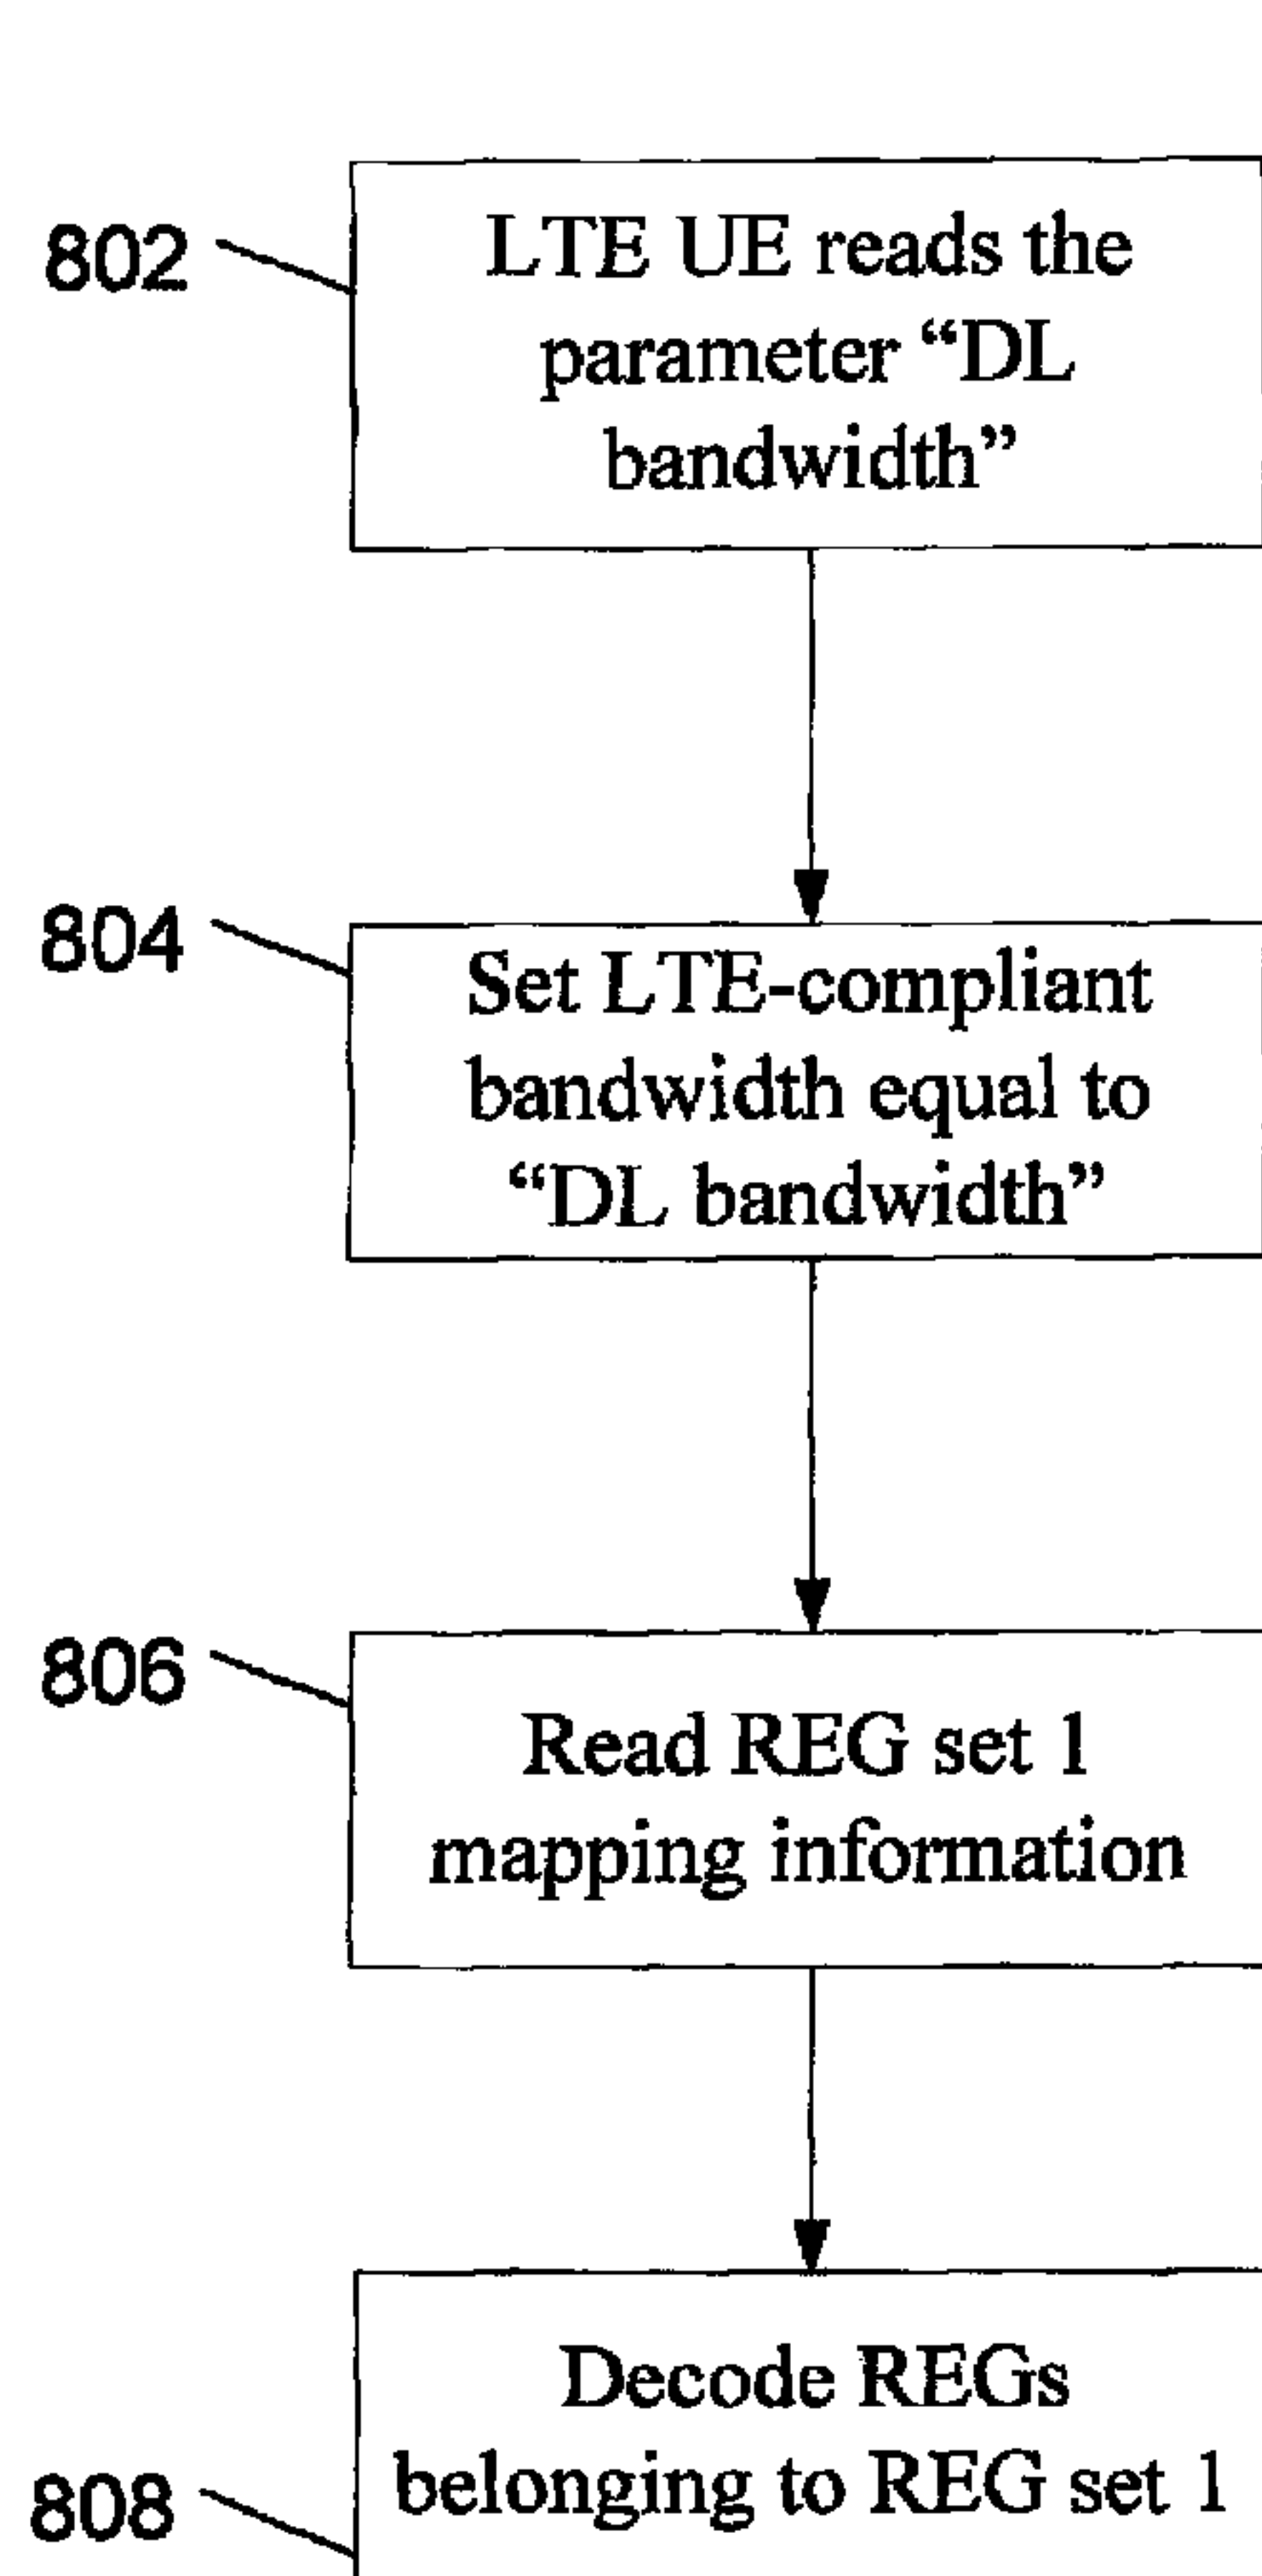 802
LTE UE reads the
parameter “DL
bandwidth”
804
Set LTE-compliant
bandwidth equal to
“DL bandwidth”
806
Read REG set 1
mapping information
Decode REGs
belonging to REG set 1
808